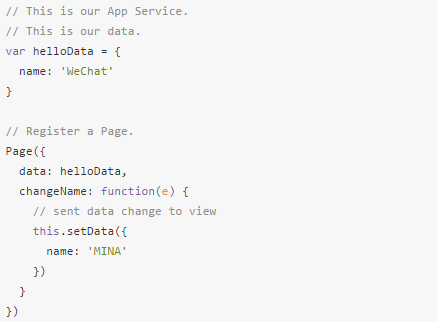 // This is our App Service.
// This is our data.
var helloData = {
  name: 'WeChat'
}

// Register a Page.
Page({
  data: helloData,
  changeName: function(e) {
    // sent data change to view
    this.setData({
      name: 'MINA'
    })
  }
})